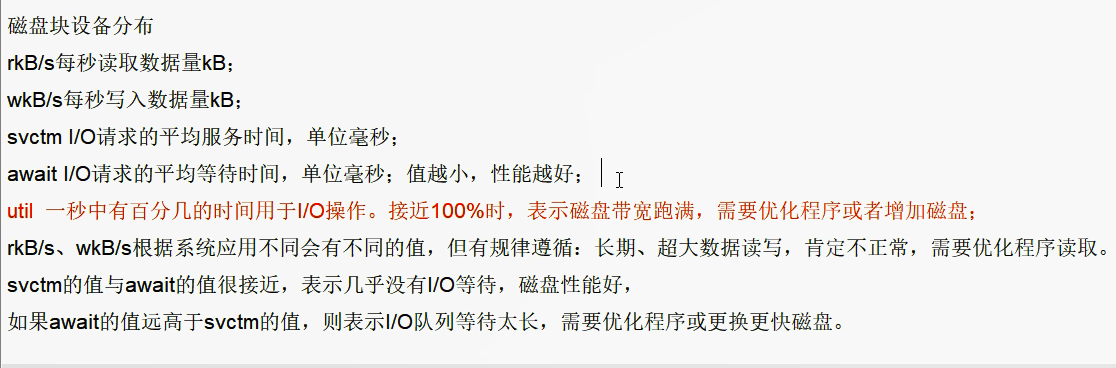 磁盘块设备分布
rkB/s每秒读取数据量kB；
wkB/s每秒写入数据量kB；
svctm I/O请求的平均服务时间，单位毫秒；
await I/O请求的平均等待时间，单位毫秒；值越小，性能越好；
util  一秒中有百分几的时间用于I/O操作。接近100%时，表示磁盘带宽跑满，需要优化程序或者增加磁盘；
rkB/s、wkB/s根据系统应用不同会有不同的值，但有规律遵循：长期、超大数据读写，肯定不正常，需要优化程序读取。
svctm的值与await的值很接近，表示几乎没有I/O等待，磁盘性能好，
如果await的值远高于svctm的值，则表示I/O队列等待太长，需要优化程序或更换更快磁盘。